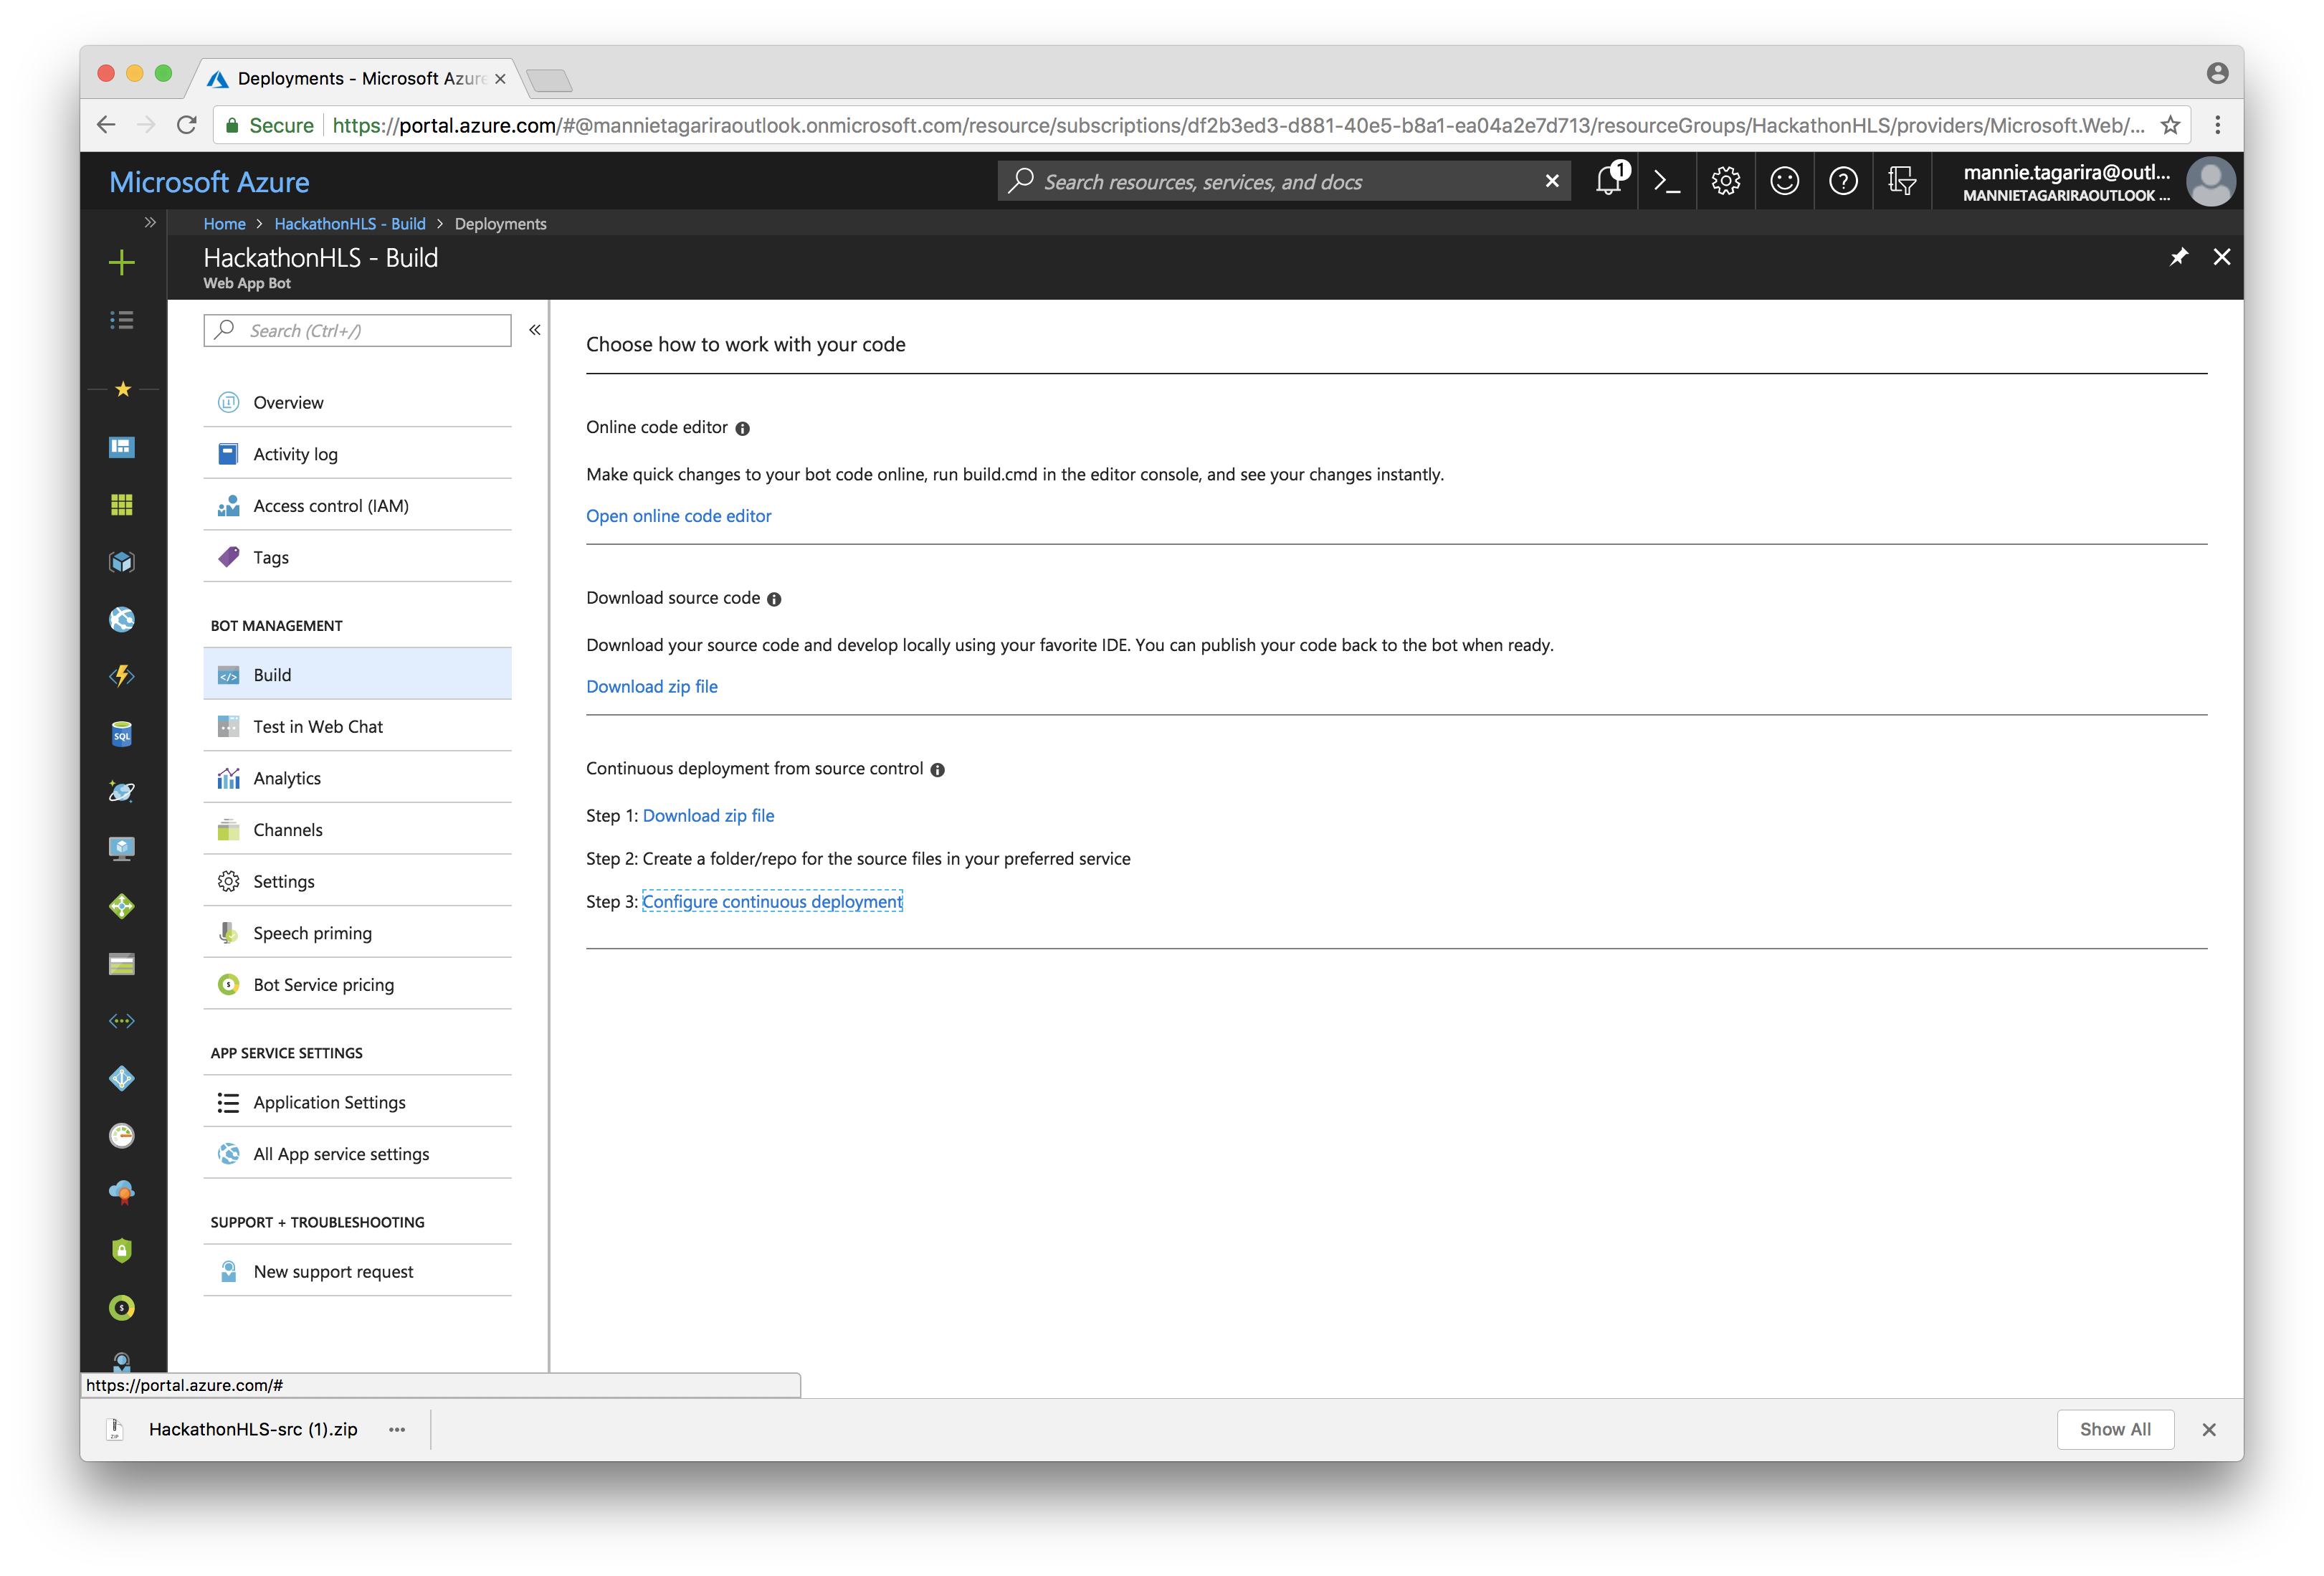 Deployments - Microsoft Azure
Secure
https://portal.azure.com/#@mannietagariraoutlook.onmicrosoft.com/resource/subscriptions/df2b3ed3-d881-40e5-b8a1-ea04a2e7d713/resourceGroups/HackathonHLS/providers/Microsoft.Web/...
Microsoft Azure
Search resources, services, and docs
1
mannie.tagarira@outl...
MANNIETAGARIRAOUTLOOK ...
Home > HackathonHLS - Build > Deployments
HackathonHLS - Build
Web App Bot
Search (Ctrl+/)
Overview
Activity log
Access control (IAM)
Tags
BOT MANAGEMENT
Build
Test in Web Chat
Analytics
Channels
Settings
Speech priming
Bot Service pricing
APP SERVICE SETTINGS
Application Settings
All App service settings
SUPPORT + TROUBLESHOOTING
New support request
Choose how to work with your code
Online code editor
Make quick changes to your bot code online, run build.cmd in the editor console, and see your changes instantly.
Open online code editor
Download source code
Download your source code and develop locally using your favorite IDE. You can publish your code back to the bot when ready.
Download zip file
Continuous deployment from source control
Step 1: Download zip file
Step 2: Create a folder/repo for the source files in your preferred service
Step 3: Configure continuous deployment
SQL
https://portal.azure.com/#
ZIP
HackathonHLS-src (1).zip
Show All